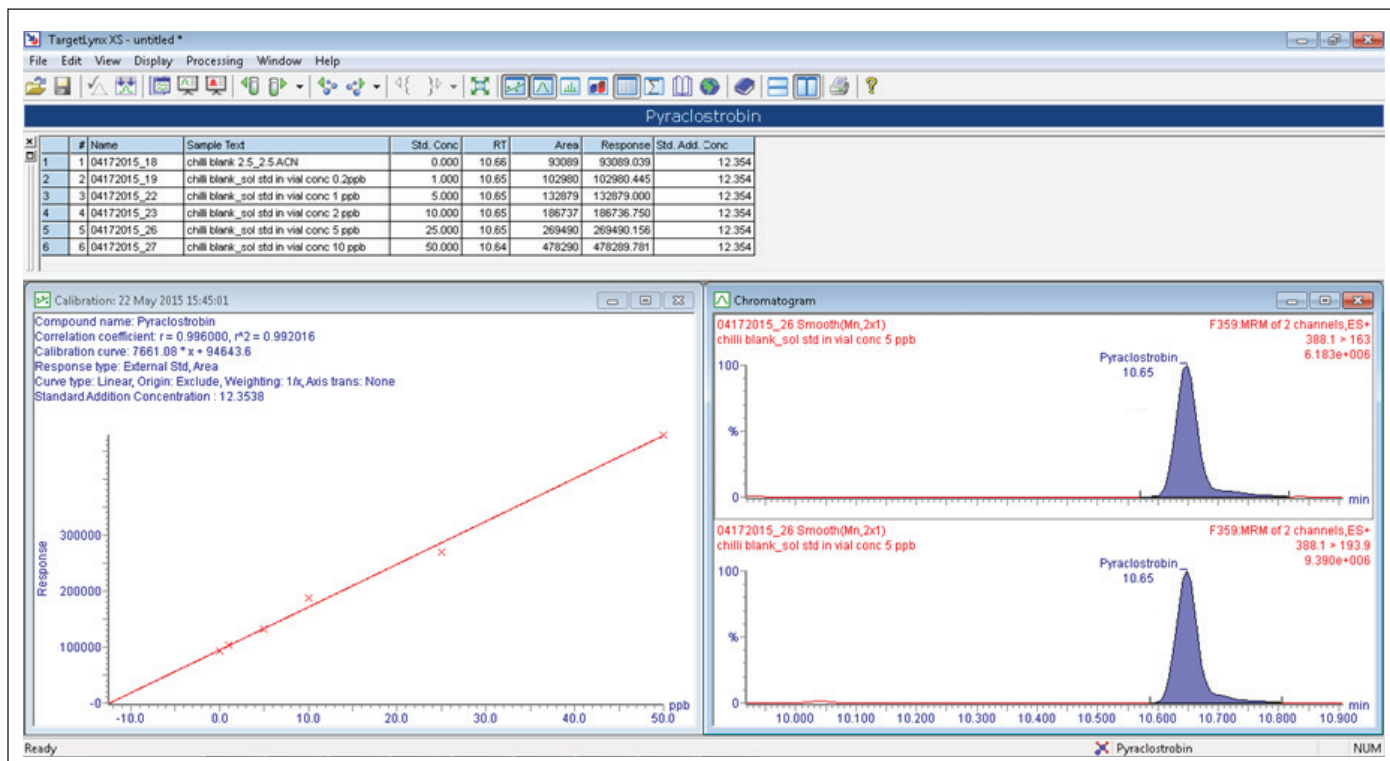 TargetLynx XS - untitled *
File Edit View Display Processing Window Help
Pyraclostrobin
# Name Sample Text Std. Conc RT Area Response Std. Add. Conc
1 1 04172015_18 chilli blank 2.5_2.5 ACN 0.000 10.66 93089 93089.039 12.354
2 2 04172015_19 chilli blank_sol std in vial conc 0.2ppb 1.000 10.65 102980 102980.445 12.354
3 3 04172015_22 chilli blank_sol std in vial conc 1 ppb 5.000 10.65 132879 132879.000 12.354
4 4 04172015_23 chilli blank_sol std in vial conc 2 ppb 10.000 10.65 186737 186736.750 12.354
5 5 04172015_26 chilli blank_sol std in vial conc 5 ppb 25.000 10.65 269490 269490.156 12.354
6 6 04172015_27 chilli blank_sol std in vial conc 10 ppb 50.000 10.64 478290 478289.781 12.354
Calibration: 22 May 2015 15:45:01
Compound name: Pyraclostrobin
Correlation coefficient: r = 0.996000, r^2 = 0.992016
Calibration curve: 7661.08 * x + 94643.6
Response type: External Std, Area
Curve type: Linear, Origin: Exclude, Weighting: 1/x, Axis trans: None
Standard Addition Concentration : 12.3538
Response
300000
200000
100000
-0
ppb
-10.0 0.0 10.0 20.0 30.0 40.0 50.0
Chromatogram
04172015_26 Smooth(Mn,2x1) F359:MRM of 2 channels,ES+
chilli blank_sol std in vial conc 5 ppb 388.1 > 163
6.183e+006
Pyraclostrobin
10.65
100
%
0
min
04172015_26 Smooth(Mn,2x1) F359:MRM of 2 channels,ES+
chilli blank_sol std in vial conc 5 ppb 388.1 > 193.9
9.390e+006
Pyraclostrobin
10.65
100
%
0
min
10.000 10.100 10.200 10.300 10.400 10.500 10.600 10.700 10.800 10.900
Ready Pyraclostrobin NUM